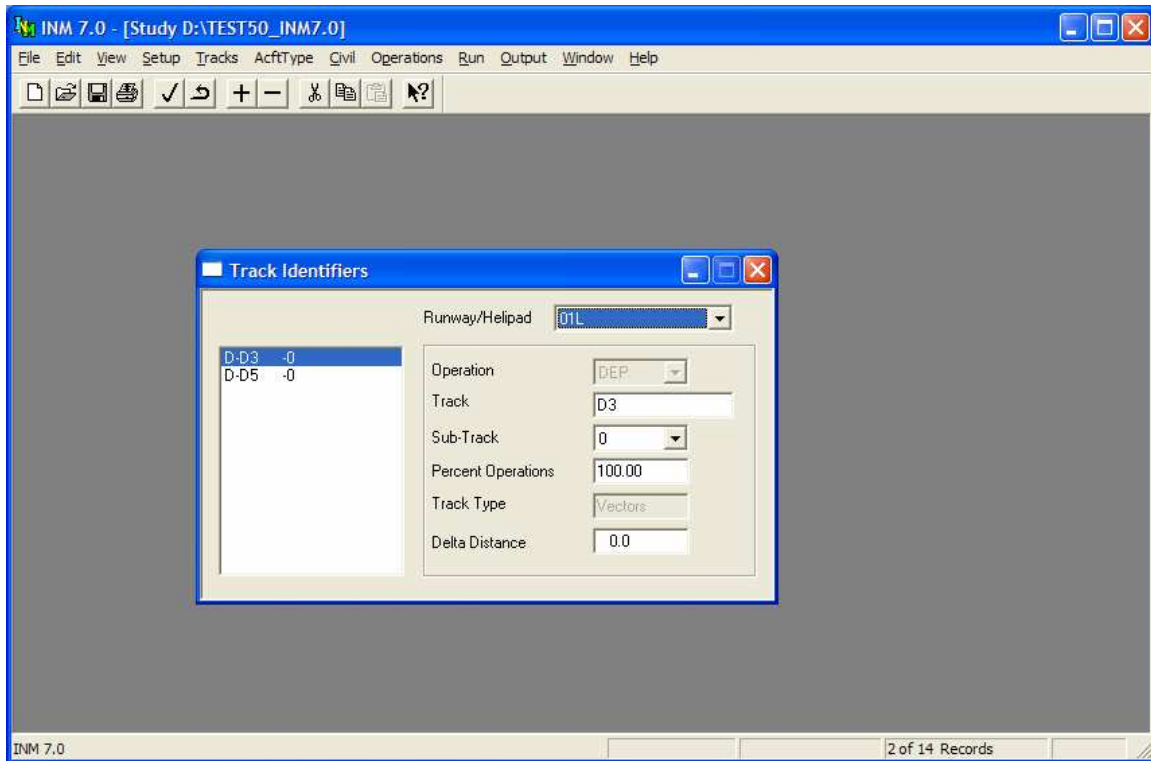 INM 7.0 - [Study D:\TEST50_INM7.0]
File Edit View Setup Tracks AcftType Civil Operations Run Output Window Help
Track Identifiers
Runway/Helipad 01L
D-D3 -0
D-D5 -0
Operation DEP
Track D3
Sub-Track 0
Percent Operations 100.00
Track Type Vectors
Delta Distance 0.0
INM 7.0 2 of 14 Records